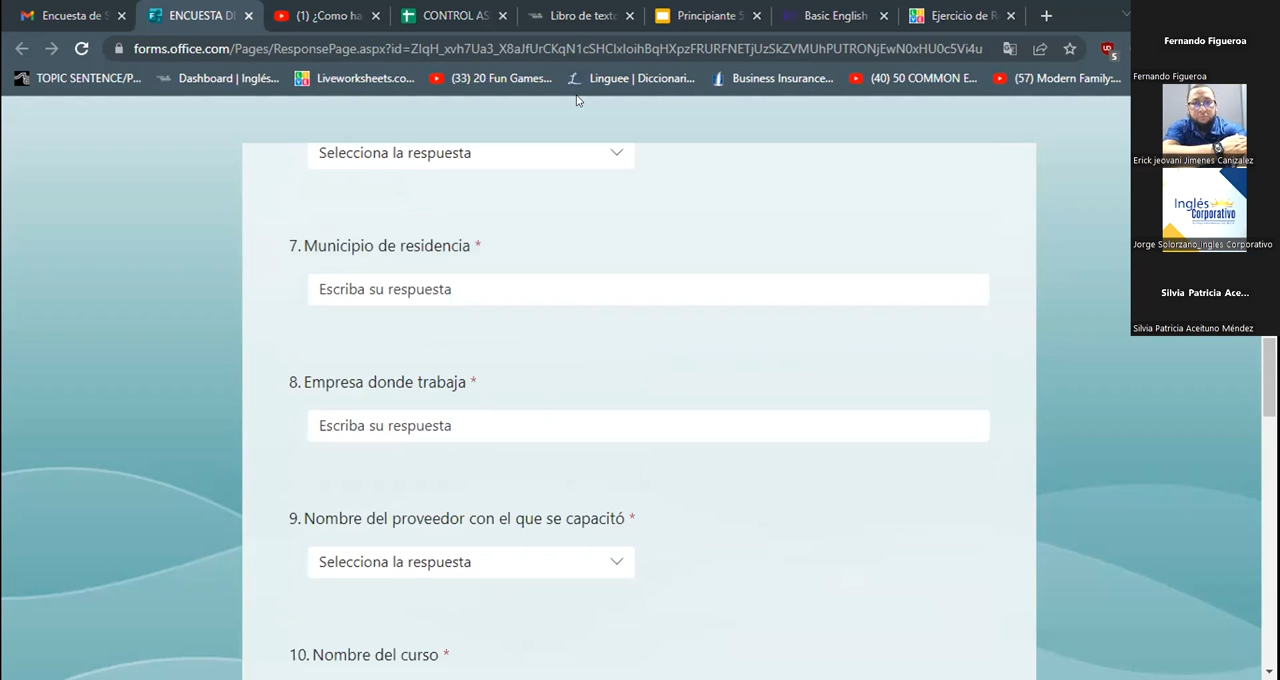 Encuesta de S
ENCUESTA DI
(1) ¿Como ha
CONTROL AS
Libro de texto
Principiante 5
Basic English
Ejercicio de R
forms.office.com/Pages/ResponsePage.aspx?id=ZIqH_xvh7Ua3_X8aJfUrCKqN1cSHCIxIoihBqHXpzFRURFNETjUzSkZVMUhPUTRONjEwN0xHU0c5Vi4u
5
TOPIC SENTENCE/P...
Dashboard | Inglés...
Liveworksheets.co...
(33) 20 Fun Games...
Linguee | Diccionari...
Business Insurance...
(40) 50 COMMON E...
(57) Modern Family:...
Fernando Figueroa
Fernando Figueroa
Erick jeovani Jimenes Canizalez
Inglés
Corporativo
Jorge Solorzano_Ingles Corporativo
Silvia Patricia Ace...
Silvia Patricia Aceituno Méndez
Selecciona la respuesta
7. Municipio de residencia *
Escriba su respuesta
8. Empresa donde trabaja *
Escriba su respuesta
9. Nombre del proveedor con el que se capacitó *
Selecciona la respuesta
10. Nombre del curso *